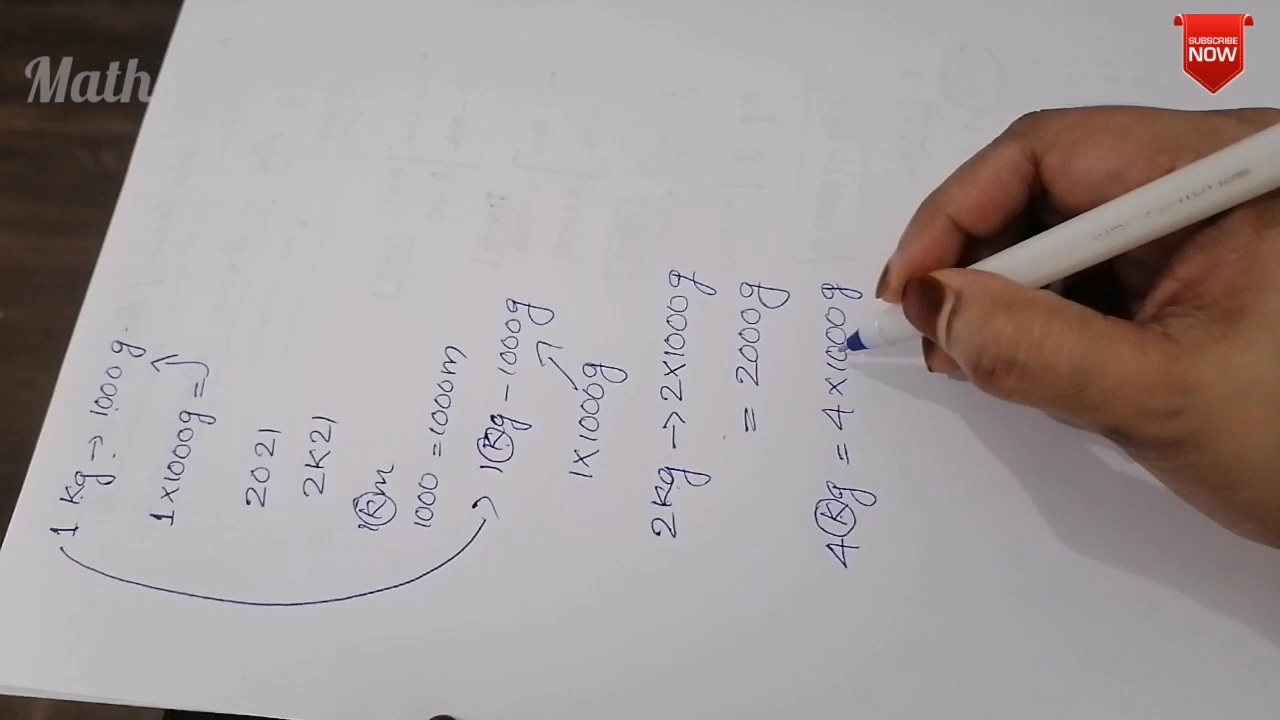 Math
SUBSCRIBE
NOW
1 kg → 1000 g
1×1000g =
2021
2K21
1km
1000 = 1000m
1kg - 1000g
1×1000g
2kg → 2×1000g
= 2000g
4kg = 4×1000g